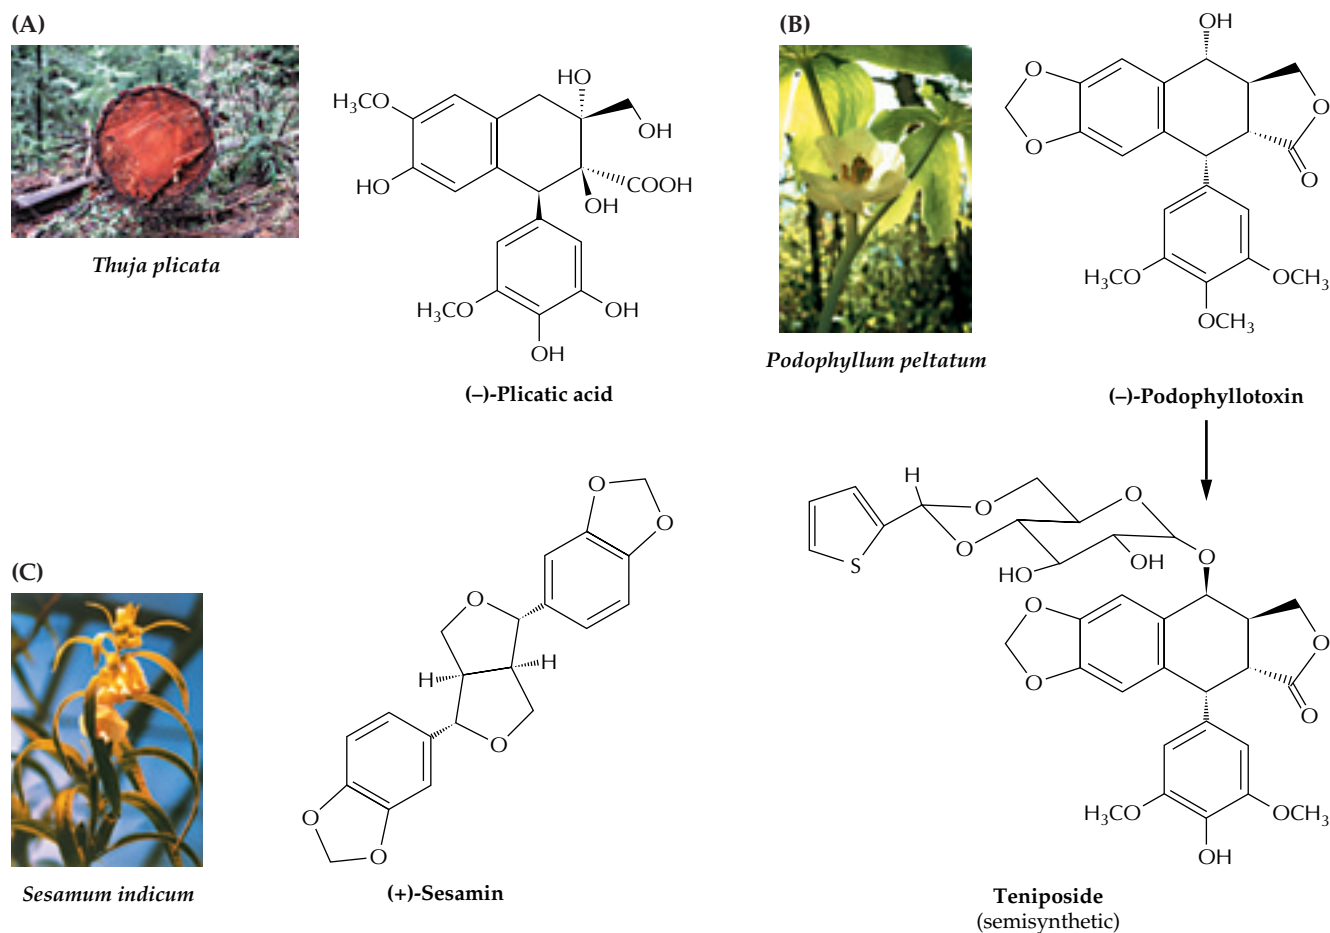 (A)
HO
H₃CO
OH
HO
COOH
OH
H₃CO
OH
OH
Thuja plicata
(–)-Plicatic acid
(B)
OH
O
O
O
O
H₃CO
OCH₃
OCH₃
Podophyllum peltatum
(–)-Podophyllotoxin
(C)
O
O
O
H
H
O
O
O
Sesamum indicum
(+)-Sesamin
H
O
O
S
O
HO
OH
O
O
O
O
O
H₃CO
OCH₃
OH
Teniposide
(semisynthetic)